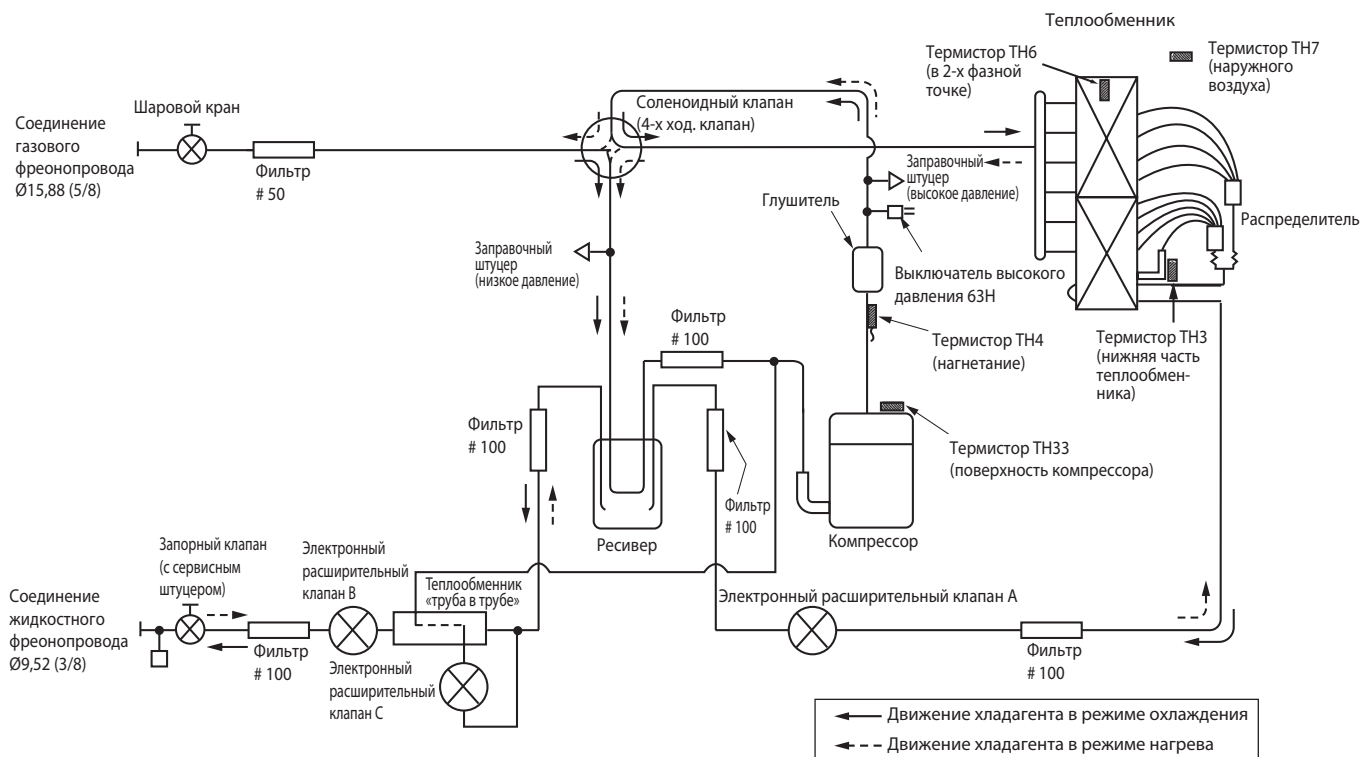 Теплообменник
Термистор TH6
(в 2-х фазной
точке)
Термистор TH7
(наружного
воздуха)
Шаровой кран
Соединение
газового
фреонопровода
Ø15,88 (5/8)
Фильтр
# 50
Соленоидный клапан
(4-х ход. клапан)
Заправочный
штуцер
(высокое давление)
Глушитель
Распределитель
Заправочный
штуцер
(низкое давление)
Выключатель высокого
давления 63H
Фильтр
# 100
Термистор TH4
(нагнетание)
Термистор TH3
(нижняя часть
теплообмен-
ника)
Фильтр
# 100
Термистор TH33
(поверхность компрессора)
Фильтр
# 100
Ресивер
Компрессор
Запорный клапан
(с сервисным
штуцером)
Электронный
расширительный
клапан B
Теплообменник
«труба в трубе»
Электронный расширительный клапан A
Соединение
жидкостного
фреонопровода
Ø9,52 (3/8)
Фильтр
# 100
Электронный
расширительный
клапан C
Фильтр
# 100
Движение хладагента в режиме охлаждения
Движение хладагента в режиме нагрева